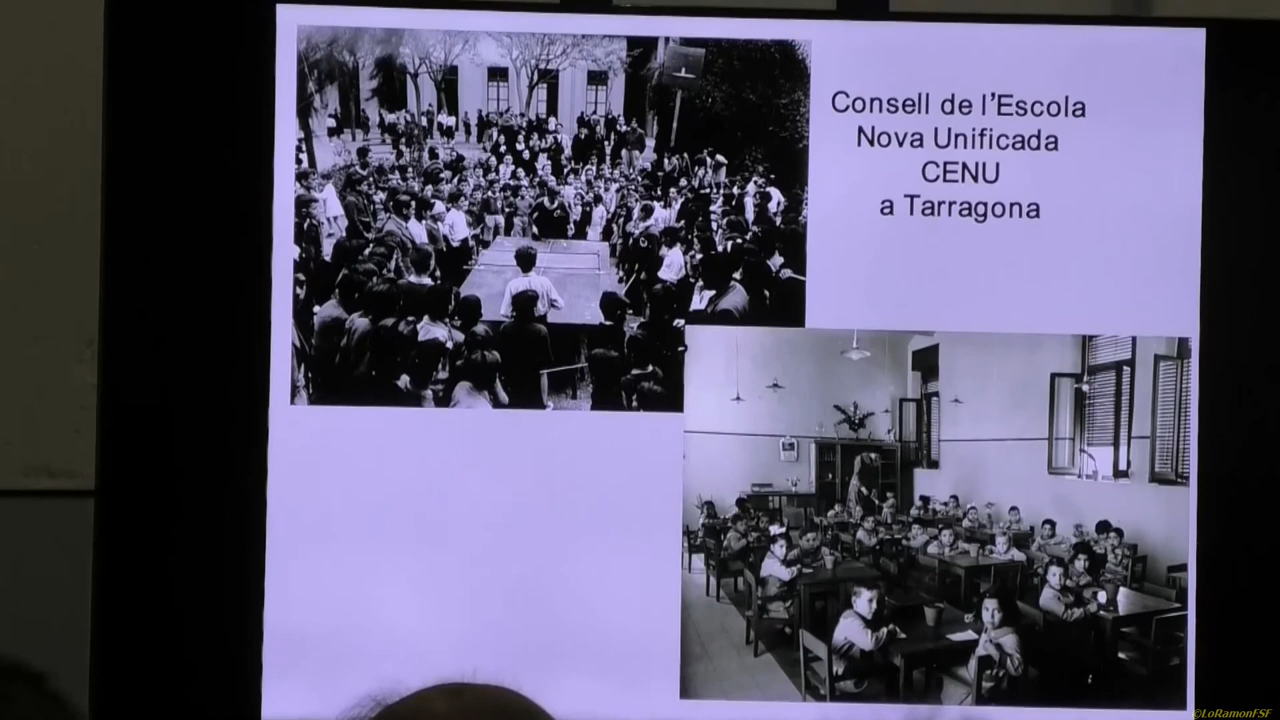 Consell de l’Escola
Nova Unificada
CENU
a Tarragona
©LoRamonFSF